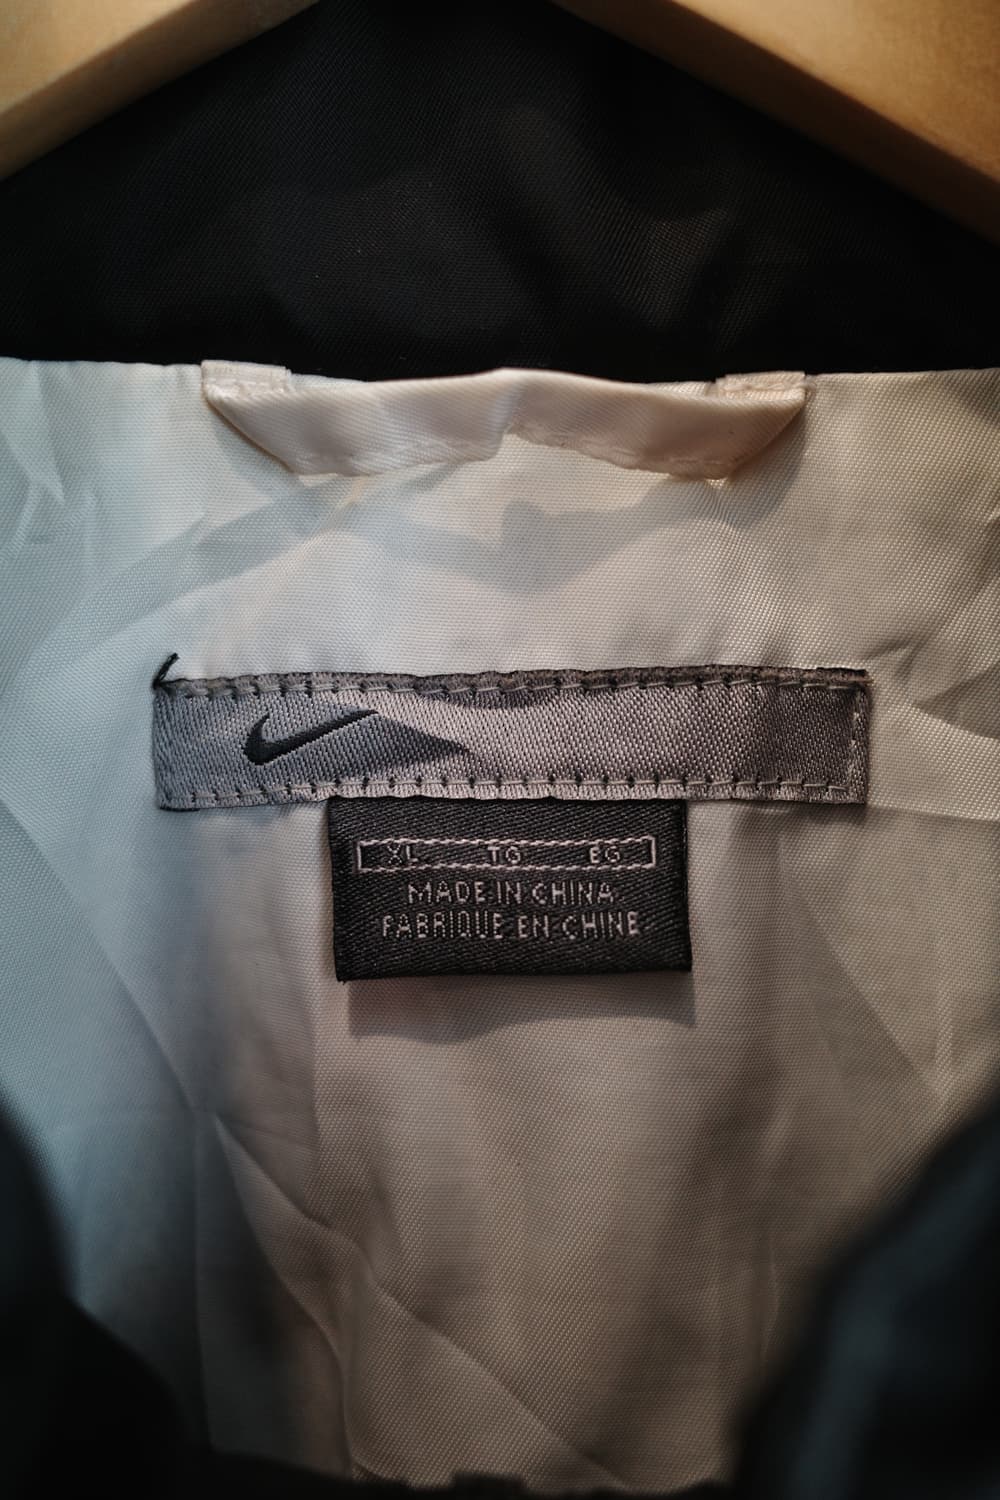 XL TG EG
MADE IN CHINA
FABRIQUE EN CHINE